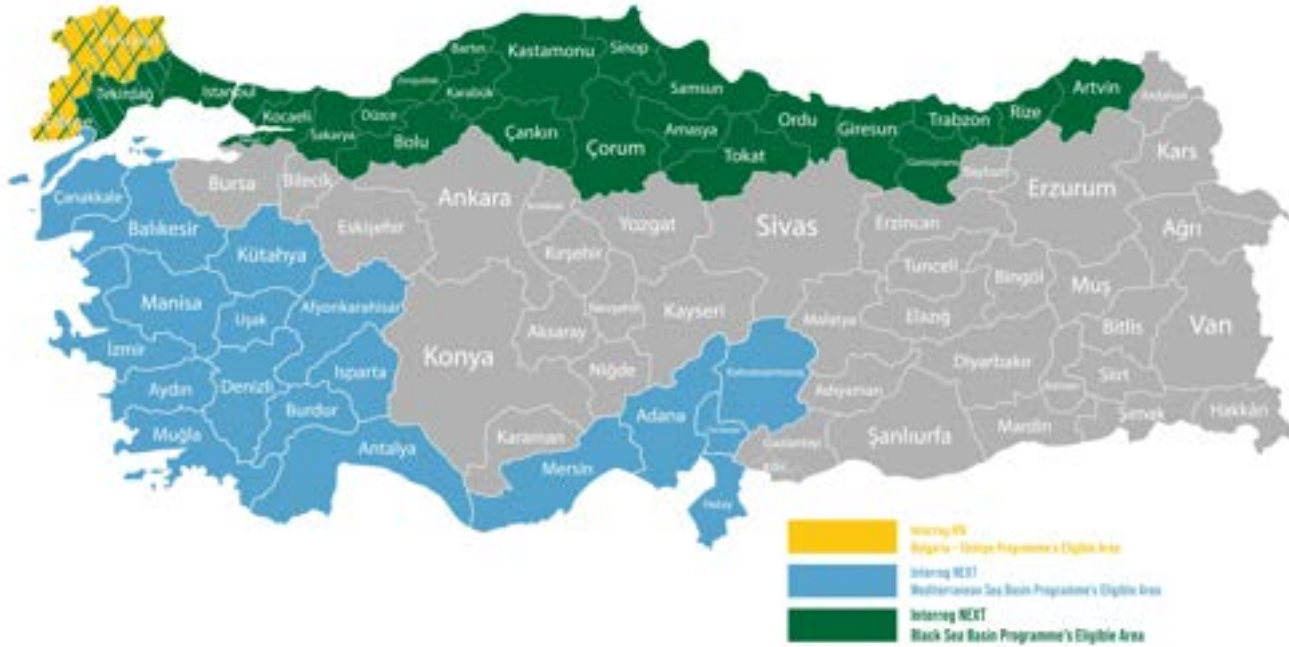 Kastamonu
Sinop
Bartın
Karabük
Samsun
Artvin
Tekirdağ
İstanbul
Kocaeli
Düzce
Sakarya
Bolu
Çankırı
Çorum
Amasya
Tokat
Ordu
Giresun
Trabzon
Rize
Kars
Bursa
Bilecik
Ankara
Eskişehir
Yozgat
Sivas
Erzincan
Bayburt
Erzurum
Ağrı
Çanakkale
Balıkesir
Kütahya
Kırşehir
Tunceli
Bingöl
Muş
Manisa
Uşak
Afyonkarahisar
Aksaray
Kayseri
Malatya
Elazığ
Bitlis
Van
İzmir
Konya
Niğde
Diyarbakır
Siirt
Aydın
Denizli
Isparta
Burdur
Adana
Adıyaman
Muğla
Antalya
Karaman
Mersin
Gaziantep
Şanlıurfa
Mardin
Şırnak
Hakkâri
Hatay
Bulgaria - Türkiye Programme's Eligible Area
Interreg NEXT
Mediterranean Sea Basin Programme's Eligible Area
Interreg NEXT
Black Sea Basin Programme's Eligible Area